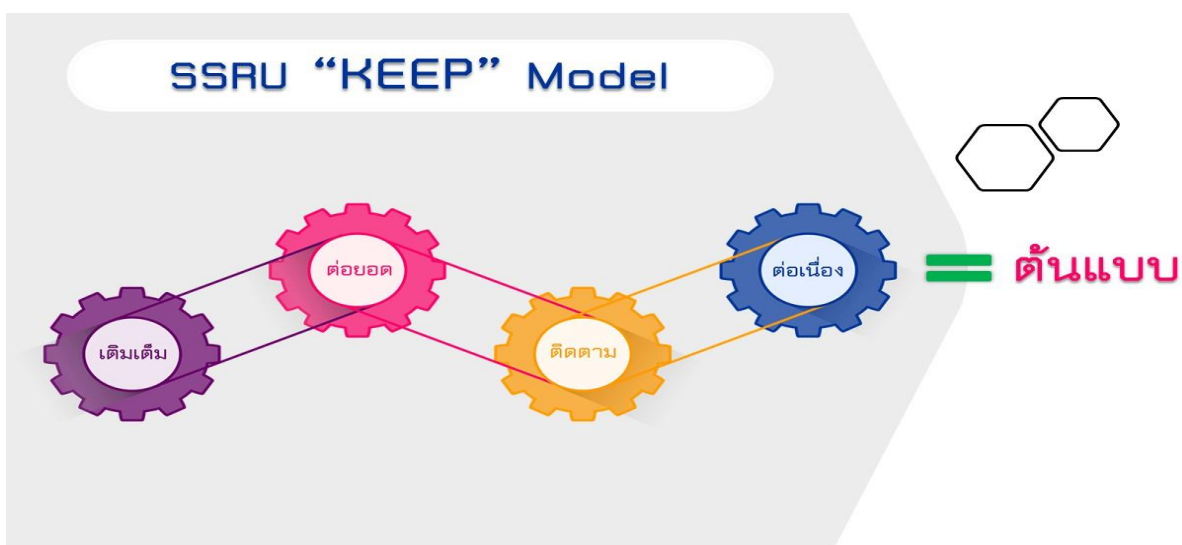 SSRU “KEEP” Model
เติมเต็ม
ต่อยอด
ติดตาม
ต่อเนื่อง
= ต้นแบบ